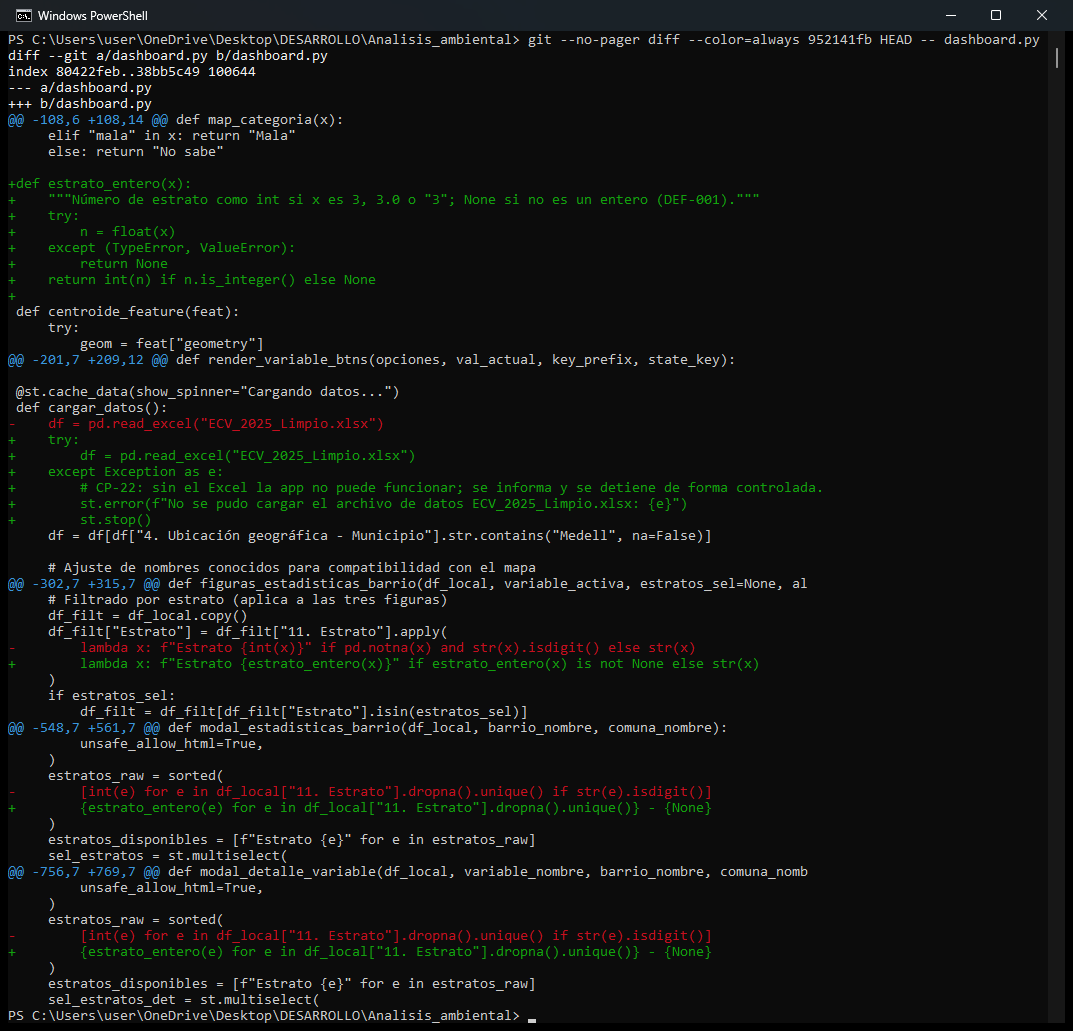 Windows PowerShell
PS C:\Users\user\OneDrive\Desktop\DESARROLLO\Analisis_ambiental> git --no-pager diff --color=always 952141fb HEAD -- dashboard.py
diff --git a/dashboard.py b/dashboard.py
index 80422feb..38bb5c49 100644
--- a/dashboard.py
+++ b/dashboard.py
@@ -108,6 +108,14 @@ def map_categoria(x):
     elif "mala" in x: return "Mala"
     else: return "No sabe"

+def estrato_entero(x):
+    """Número de estrato como int si x es 3, 3.0 o "3"; None si no es un entero (DEF-001)."""
+    try:
+        n = float(x)
+    except (TypeError, ValueError):
+        return None
+    return int(n) if n.is_integer() else None
+
 def centroide_feature(feat):
     try:
         geom = feat["geometry"]
@@ -201,7 +209,12 @@ def render_variable_btns(opciones, val_actual, key_prefix, state_key):

 @st.cache_data(show_spinner="Cargando datos...")
 def cargar_datos():
-    df = pd.read_excel("ECV_2025_Limpio.xlsx")
+    try:
+        df = pd.read_excel("ECV_2025_Limpio.xlsx")
+    except Exception as e:
+        # CP-22: sin el Excel la app no puede funcionar; se informa y se detiene de forma controlada.
+        st.error(f"No se pudo cargar el archivo de datos ECV_2025_Limpio.xlsx: {e}")
+        st.stop()
     df = df[df["4. Ubicación geográfica - Municipio"].str.contains("Medell", na=False)]

     # Ajuste de nombres conocidos para compatibilidad con el mapa
@@ -302,7 +315,7 @@ def figuras_estadisticas_barrio(df_local, variable_activa, estratos_sel=None, al
     # Filtrado por estrato (aplica a las tres figuras)
     df_filt = df_local.copy()
     df_filt["Estrato"] = df_filt["11. Estrato"].apply(
-        lambda x: f"Estrato {int(x)}" if pd.notna(x) and str(x).isdigit() else str(x)
+        lambda x: f"Estrato {estrato_entero(x)}" if estrato_entero(x) is not None else str(x)
     )
     if estratos_sel:
         df_filt = df_filt[df_filt["Estrato"].isin(estratos_sel)]
@@ -548,7 +561,7 @@ def modal_estadisticas_barrio(df_local, barrio_nombre, comuna_nombre):
         unsafe_allow_html=True,
     )
     estratos_raw = sorted(
-        [int(e) for e in df_local["11. Estrato"].dropna().unique() if str(e).isdigit()]
+        {estrato_entero(e) for e in df_local["11. Estrato"].dropna().unique()} - {None}
     )
     estratos_disponibles = [f"Estrato {e}" for e in estratos_raw]
     sel_estratos = st.multiselect(
@@ -756,7 +769,7 @@ def modal_detalle_variable(df_local, variable_nombre, barrio_nombre, comuna_nomb
         unsafe_allow_html=True,
     )
     estratos_raw = sorted(
-        [int(e) for e in df_local["11. Estrato"].dropna().unique() if str(e).isdigit()]
+        {estrato_entero(e) for e in df_local["11. Estrato"].dropna().unique()} - {None}
     )
     estratos_disponibles = [f"Estrato {e}" for e in estratos_raw]
     sel_estratos_det = st.multiselect(
PS C:\Users\user\OneDrive\Desktop\DESARROLLO\Analisis_ambiental>